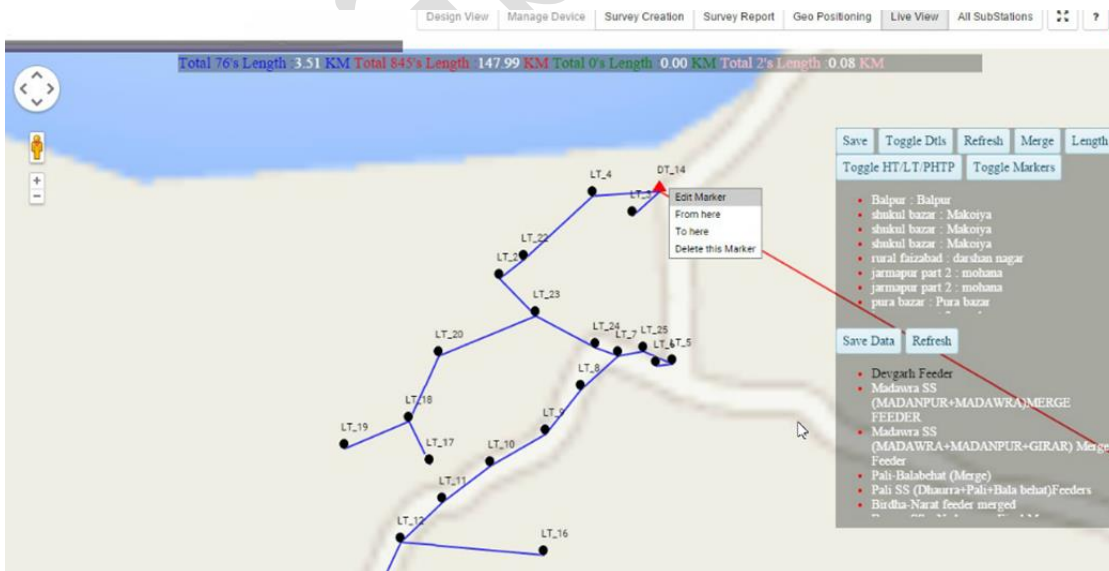 Design View Manage Device Survey Creation Survey Report Geo Positioning Live View All SubStations ?
Total 76's Length :3.51 KM Total 845's Length :147.99 KM Total 0's Length :0.00 KM Total 2's Length :0.08 KM
Save Toggle Dtls Refresh Merge Length
Toggle HT/LT/PHTP Toggle Markers
Balpur : Balpur
shukul bazar : Makoiya
shukul bazar : Makoiya
shukul bazar : Makoiya
rural faizabad : darshan nagar
jarmapur part 2 : mohana
jarmapur part 2 : mohana
pura bazar : Pura bazar
Save Data Refresh
Devgarh Feeder
Madawra SS
(MADANPUR+MADAWRA)MERGE
FEEDER
Madawra SS
(MADAWRA+MADANPUR+GIRAR) Merge
Feeder
Pali-Balabehat (Merge)
Pali SS (Dhaurra+Pali+Bala behat)Feeders
Birdha-Narat feeder merged
DT_14
LT_4
Edit Marker
From here
To here
Delete this Marker
LT_22
LT_23
LT_24
LT_7
LT_25
LT_5
LT_20
LT_8
LT_18
LT_9
LT_19
LT_17
LT_10
LT_11
LT_12
LT_16
+
−